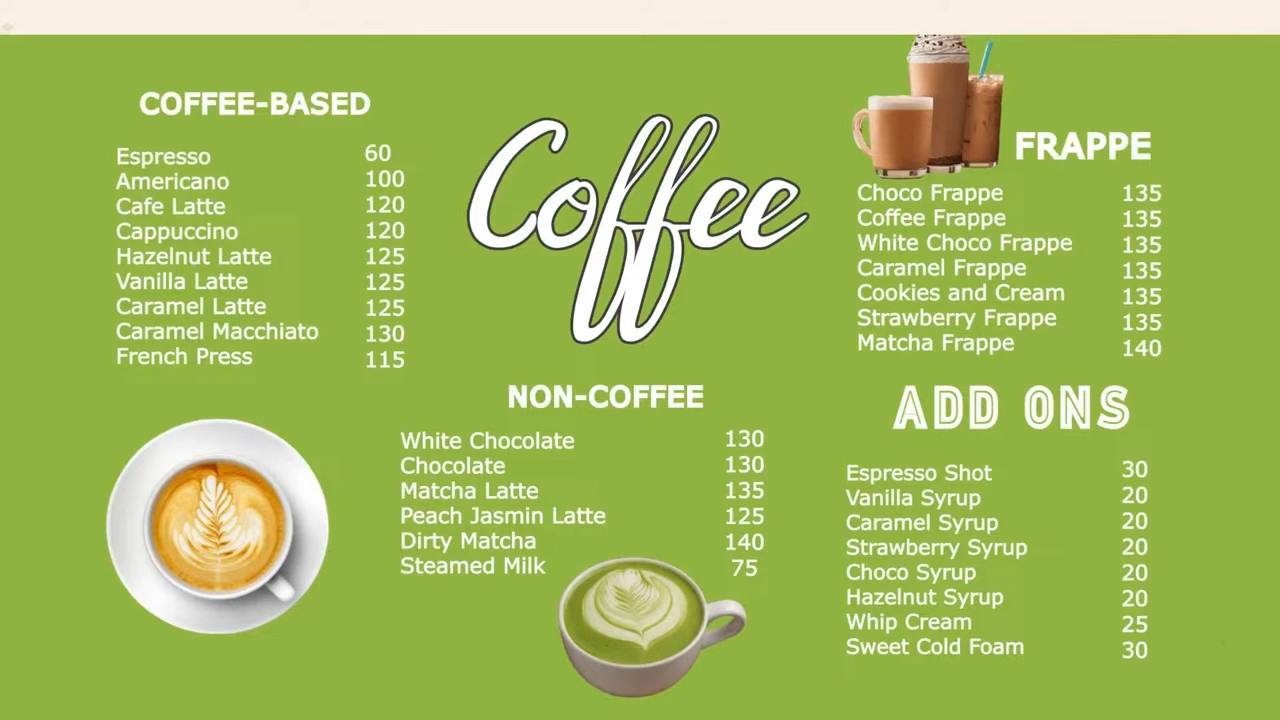 COFFEE-BASED
Espresso 60
Americano 100
Cafe Latte 120
Cappuccino 120
Hazelnut Latte 125
Vanilla Latte 125
Caramel Latte 125
Caramel Macchiato 130
French Press 115
Coffee
FRAPPE
Choco Frappe 135
Coffee Frappe 135
White Choco Frappe 135
Caramel Frappe 135
Cookies and Cream 135
Strawberry Frappe 135
Matcha Frappe 140
NON-COFFEE
White Chocolate 130
Chocolate 130
Matcha Latte 135
Peach Jasmin Latte 125
Dirty Matcha 140
Steamed Milk 75
ADD ONS
Espresso Shot 30
Vanilla Syrup 20
Caramel Syrup 20
Strawberry Syrup 20
Choco Syrup 20
Hazelnut Syrup 20
Whip Cream 25
Sweet Cold Foam 30